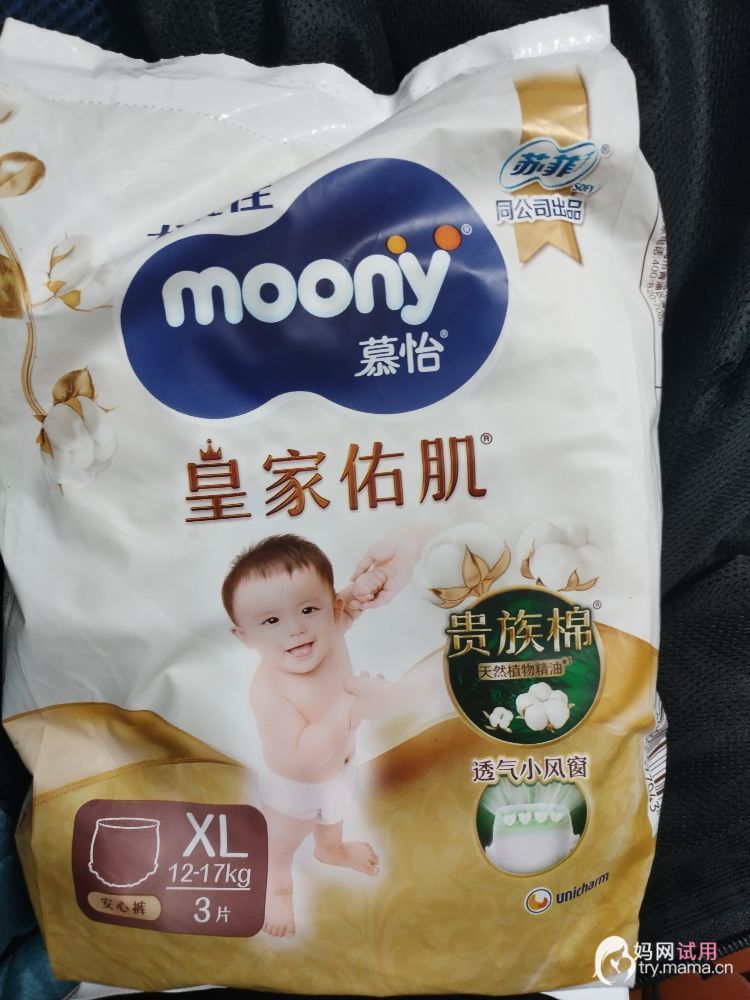 苏菲
SOFY
同公司出品
moony
慕怡
皇家佑肌
贵族棉
天然植物精油
透气小风窗
XL
12-17kg
3片
安心裤
unicharm
妈网试用
try.mama.cn